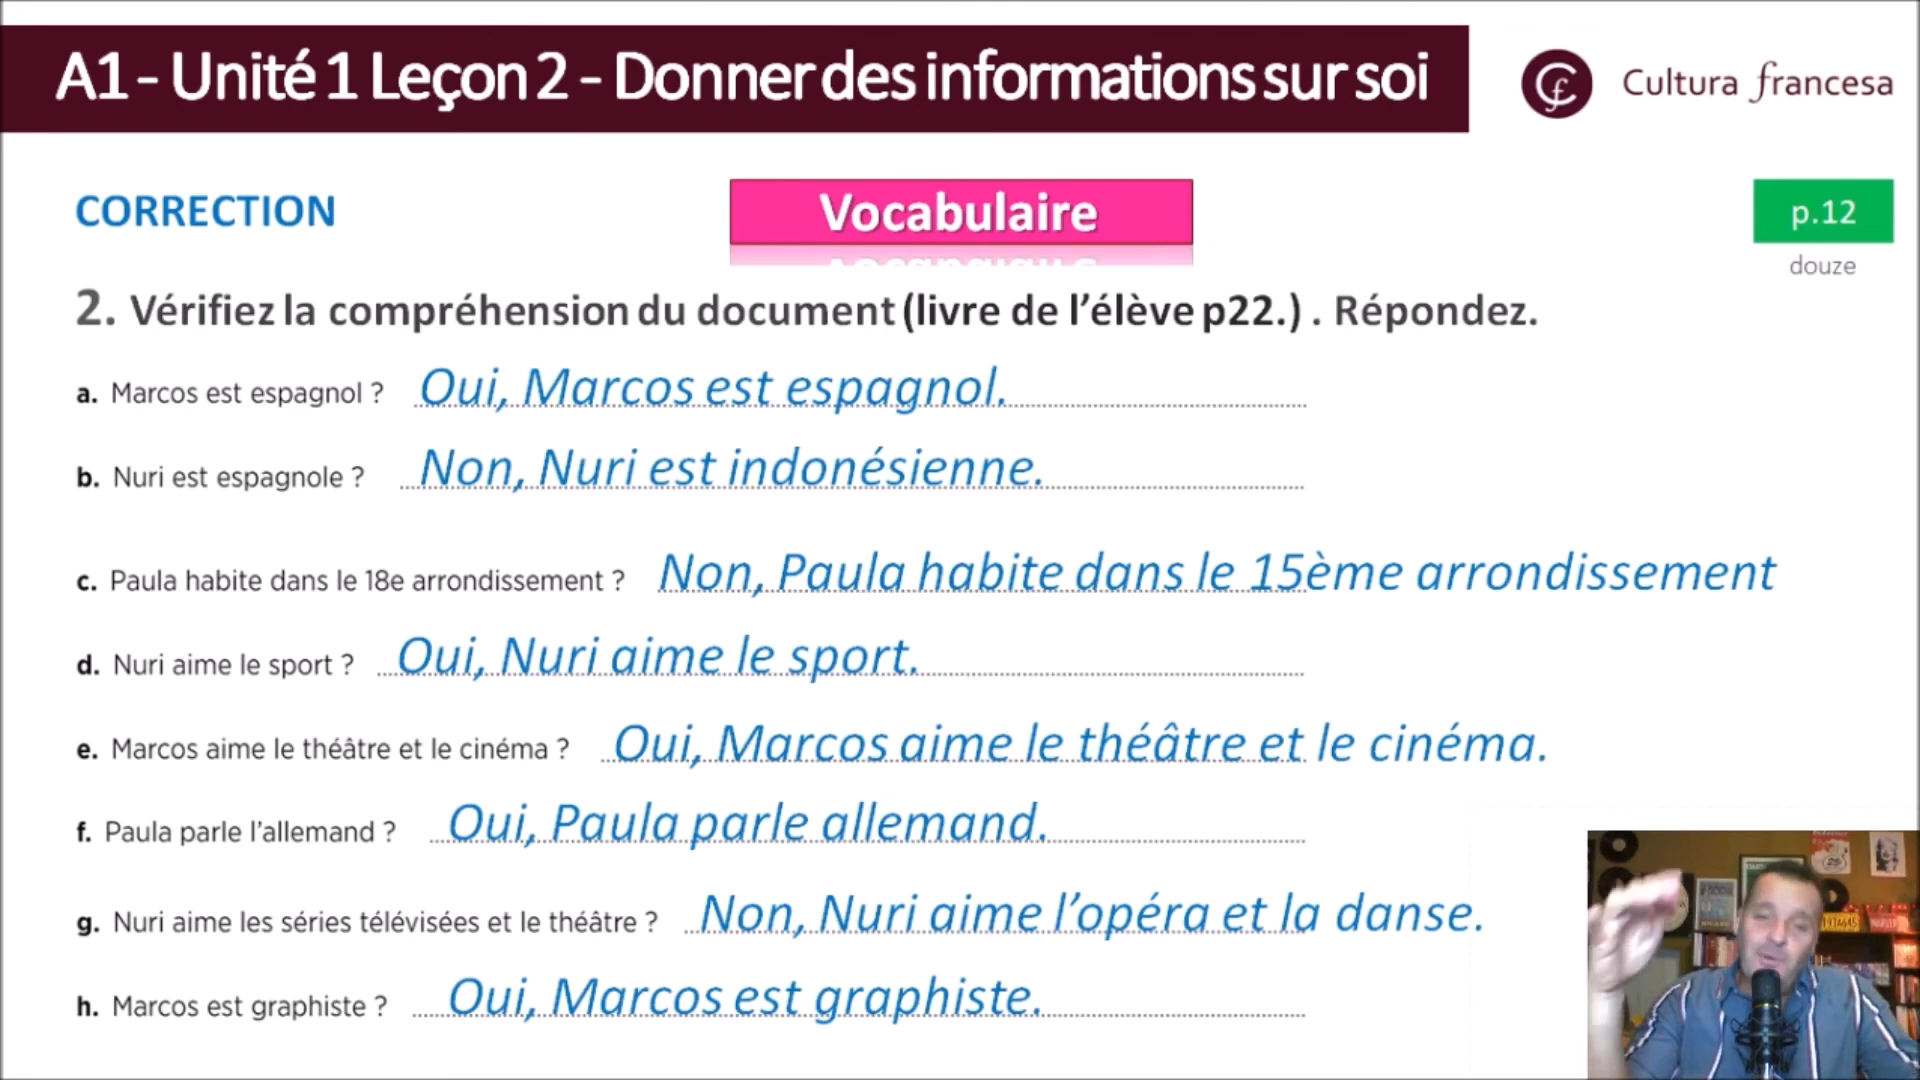 A1 - Unité 1 Leçon 2 - Donner des informations sur soi
Cultura francesa
CORRECTION
Vocabulaire
p.12
douze
2. Vérifiez la compréhension du document (livre de l'élève p22.) . Répondez.
a. Marcos est espagnol ? Oui, Marcos est espagnol.
b. Nuri est espagnole ? Non, Nuri est indonésienne.
c. Paula habite dans le 18e arrondissement ? Non, Paula habite dans le 15ème arrondissement
d. Nuri aime le sport ? Oui, Nuri aime le sport.
e. Marcos aime le théâtre et le cinéma ? Oui, Marcos aime le théâtre et le cinéma.
f. Paula parle l'allemand ? Oui, Paula parle allemand.
g. Nuri aime les séries télévisées et le théâtre ? Non, Nuri aime l'opéra et la danse.
h. Marcos est graphiste ? Oui, Marcos est graphiste.